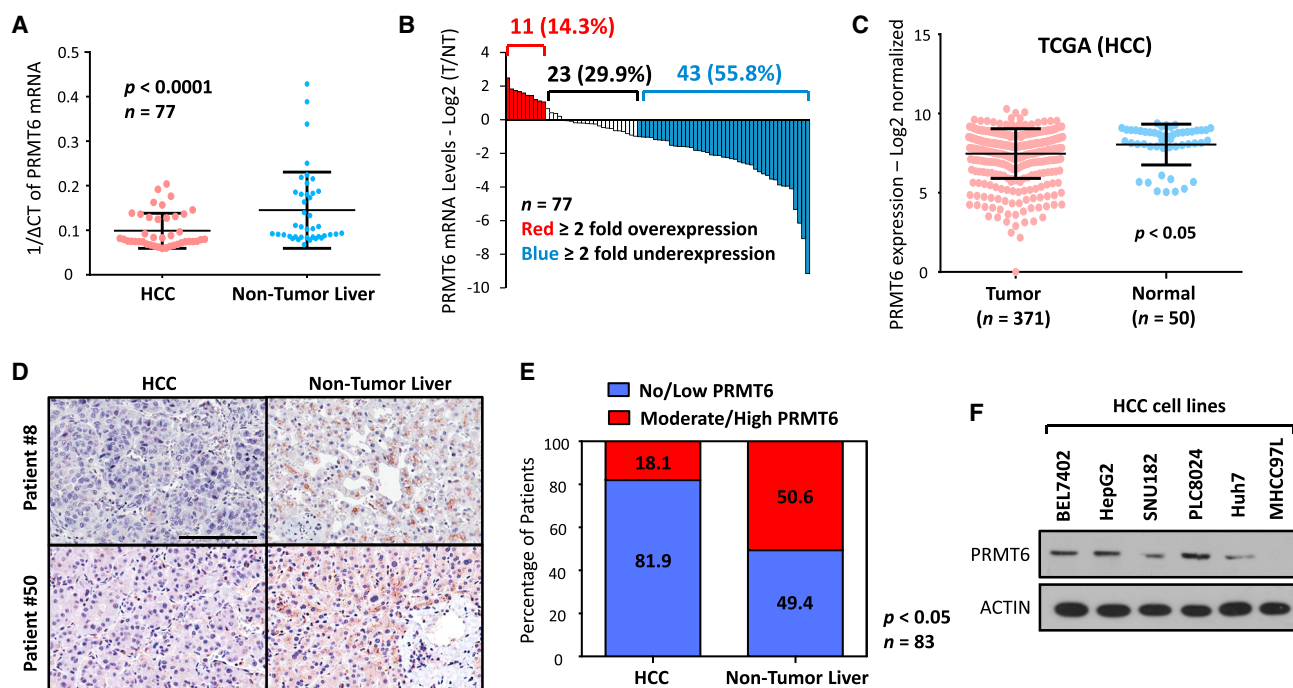 A
1/ΔCT of PRMT6 mRNA
0.5
0.4
0.3
0.2
0.1
0
p < 0.0001
n = 77
HCC
Non-Tumor Liver
B
PRMT6 mRNA Levels - Log2 (T/NT)
4
2
0
-2
-4
-6
-8
-10
11 (14.3%)
23 (29.9%)
43 (55.8%)
n = 77
Red ≥ 2 fold overexpression
Blue ≥ 2 fold underexpression
C
PRMT6 expression – Log2 normalized
15
10
5
0
TCGA (HCC)
p < 0.05
Tumor
(n = 371)
Normal
(n = 50)
D
HCC
Non-Tumor Liver
Patient #8
Patient #50
E
No/Low PRMT6
Moderate/High PRMT6
Percentage of Patients
100
80
60
40
20
0
18.1
81.9
50.6
49.4
HCC
Non-Tumor Liver
p < 0.05
n = 83
F
HCC cell lines
BEL7402
HepG2
SNU182
PLC8024
Huh7
MHCC97L
PRMT6
ACTIN